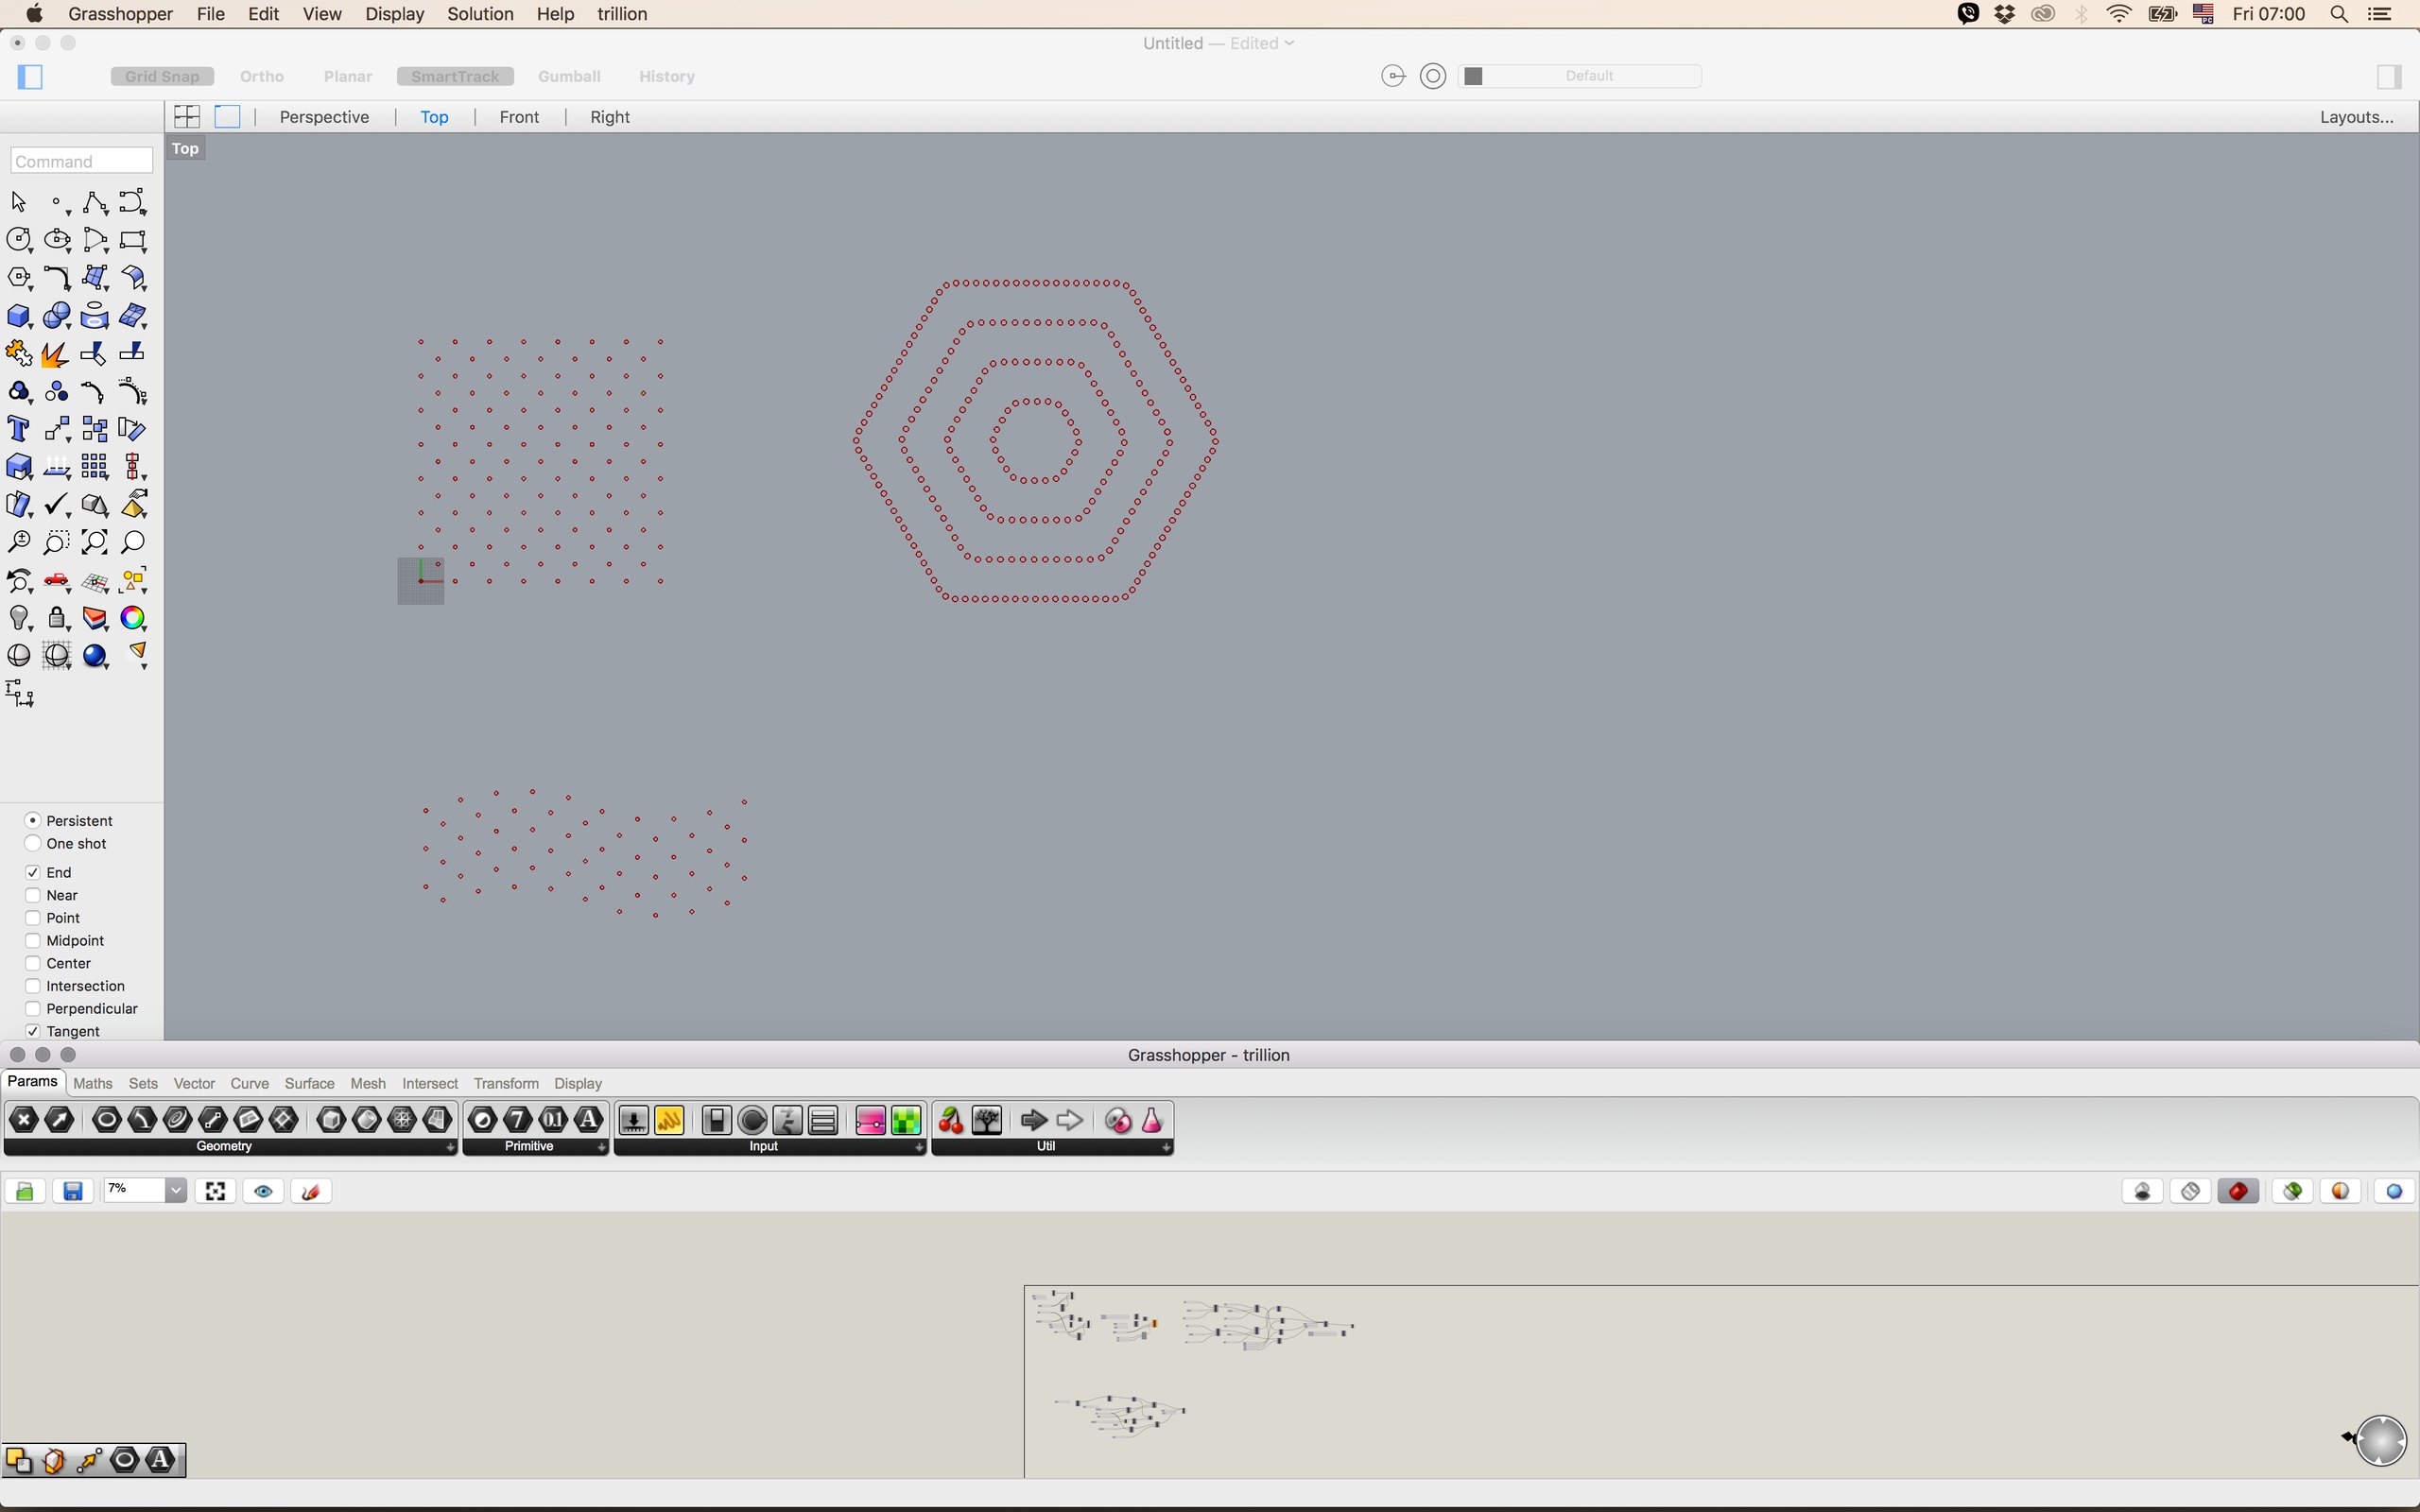 Grasshopper File Edit View Display Solution Help trillion Fri 07:00
Untitled — Edited
Grid Snap Ortho Planar SmartTrack Gumball History Default
Perspective Top Front Right Layouts...
Top
Command
Persistent
One shot
End
Near
Point
Midpoint
Center
Intersection
Perpendicular
Tangent
Grasshopper - trillion
Params Maths Sets Vector Curve Surface Mesh Intersect Transform Display
Geometry Primitive Input Util
7%